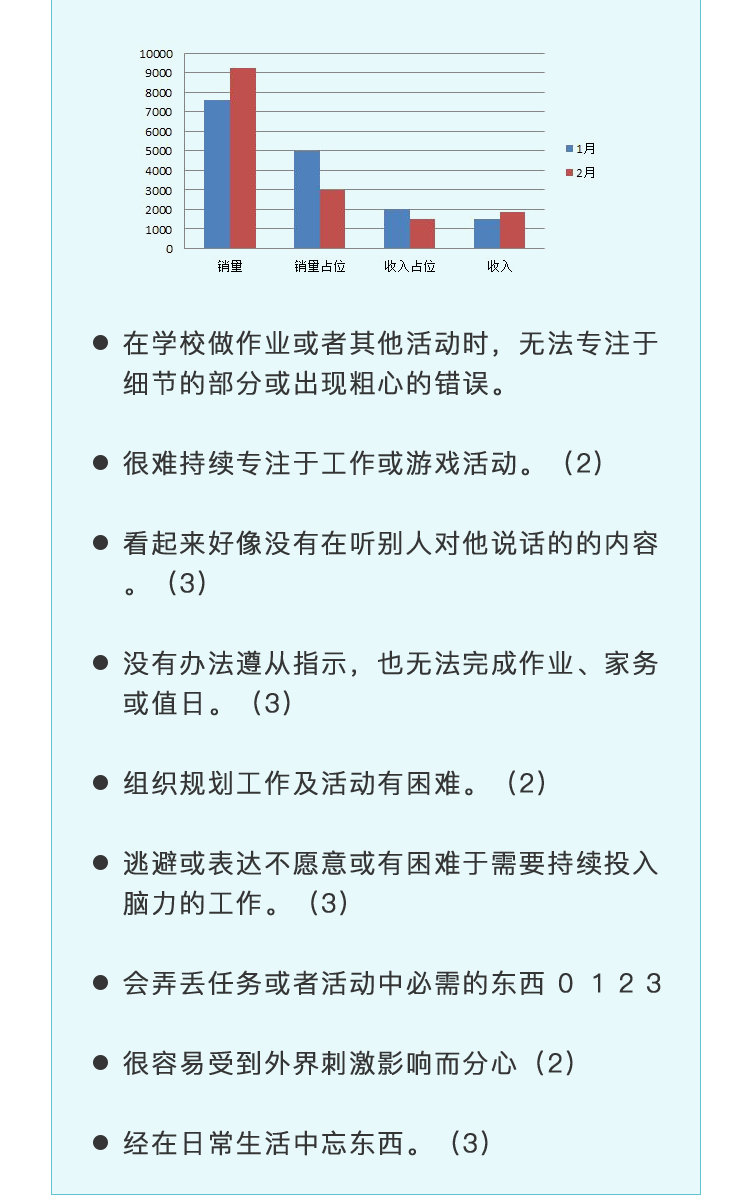 10000
9000
8000
7000
6000
5000
4000
3000
2000
1000
0
1月
2月
销量 销量占位 收入占位 收入
在学校做作业或者其他活动时，无法专注于
细节的部分或出现粗心的错误。
很难持续专注于工作或游戏活动。（2）
看起来好像没有在听别人对他说话的的内容
。（3）
没有办法遵从指示，也无法完成作业、家务
或值日。（3）
组织规划工作及活动有困难。（2）
逃避或表达不愿意或有困难于需要持续投入
脑力的工作。（3）
会弄丢任务或者活动中必需的东西 0 1 2 3
很容易受到外界刺激影响而分心（2）
经在日常生活中忘东西。（3）